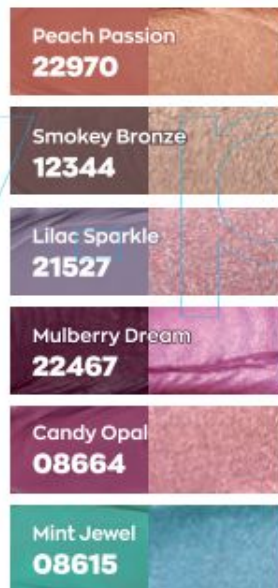 Peach Passion
22970
Smokey Bronze
12344
Lilac Sparkle
21527
Mulberry Dream
22467
Candy Opal
08664
Mint Jewel
08615